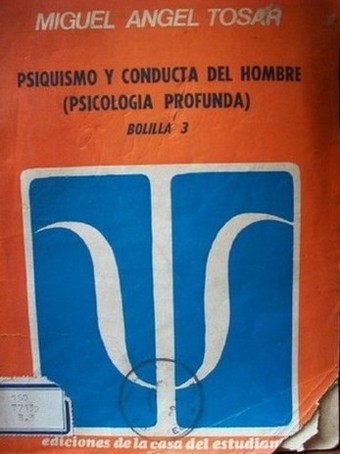 MIGUEL ANGEL TOSAR
PSIQUISMO Y CONDUCTA DEL HOMBRE
(PSICOLOGIA PROFUNDA)
BOLILLA 3
ediciones de la casa del estudian